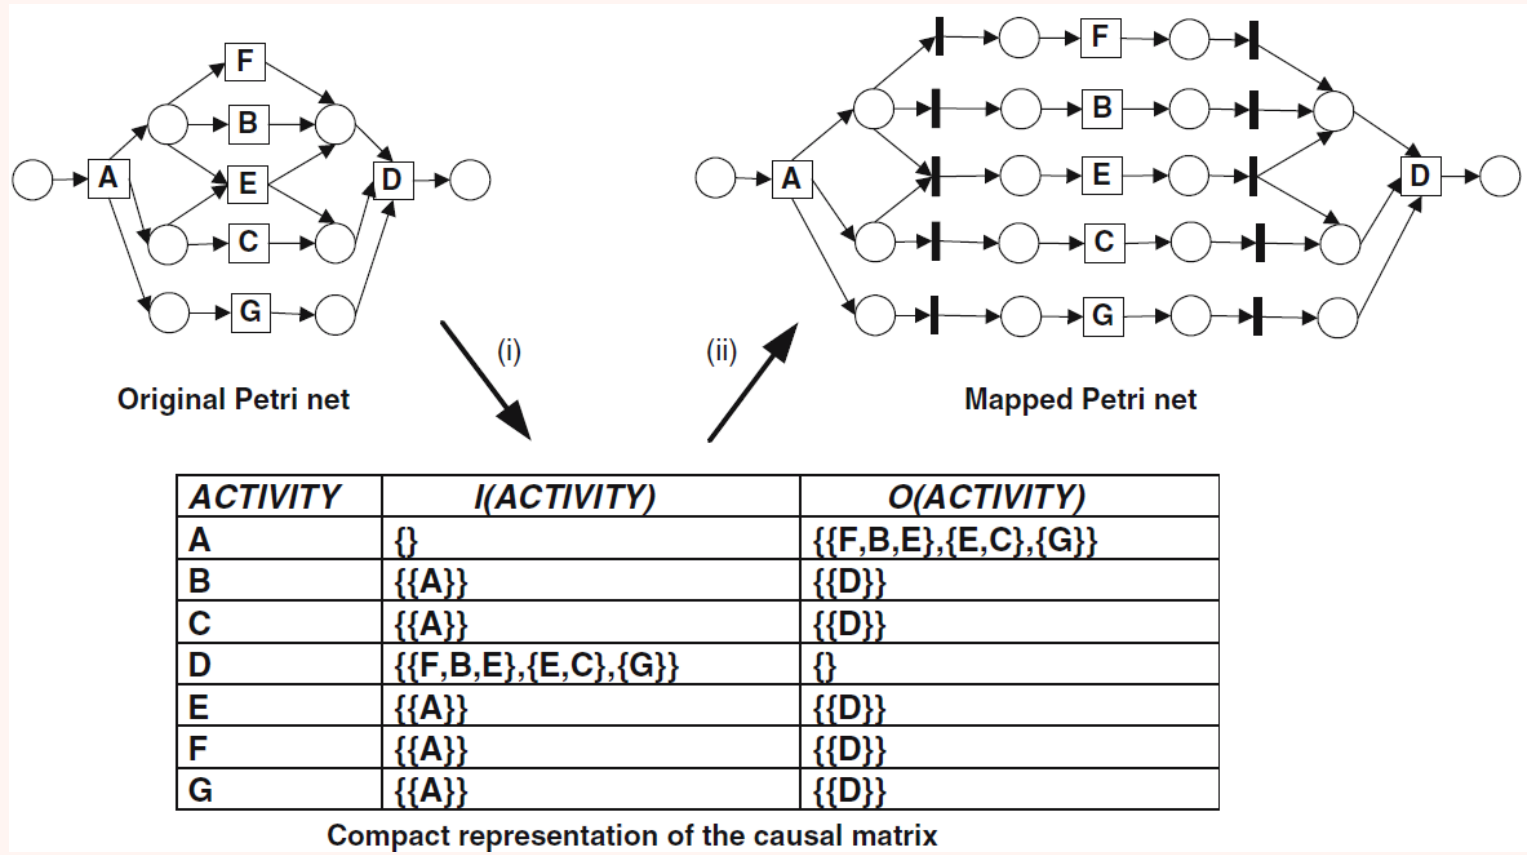 F
B
A
E
D
C
G
F
B
A
E
D
C
G
(i)
(ii)
Original Petri net
Mapped Petri net
ACTIVITY I(ACTIVITY) O(ACTIVITY)
A {} {{F,B,E},{E,C},{G}}
B {{A}} {{D}}
C {{A}} {{D}}
D {{F,B,E},{E,C},{G}} {}
E {{A}} {{D}}
F {{A}} {{D}}
G {{A}} {{D}}
Compact representation of the causal matrix